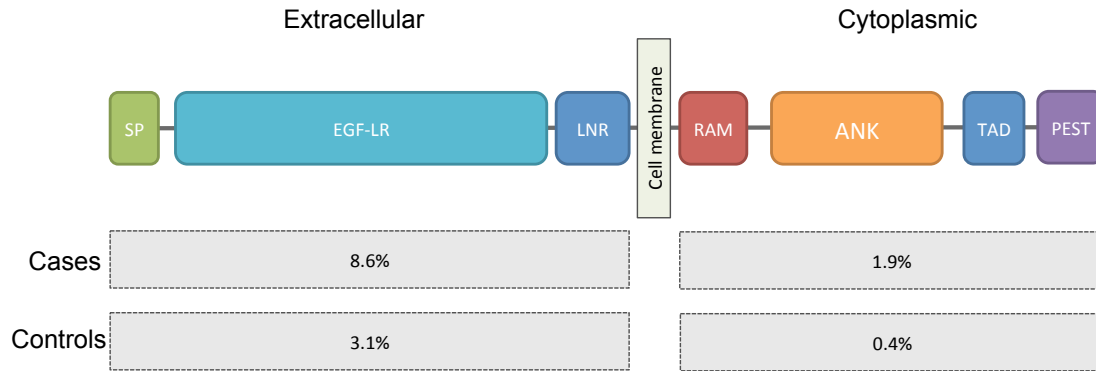 Extracellular
Cytoplasmic
SP
EGF-LR
LNR
Cell membrane
RAM
ANK
TAD
PEST
Cases
8.6%
1.9%
Controls
3.1%
0.4%